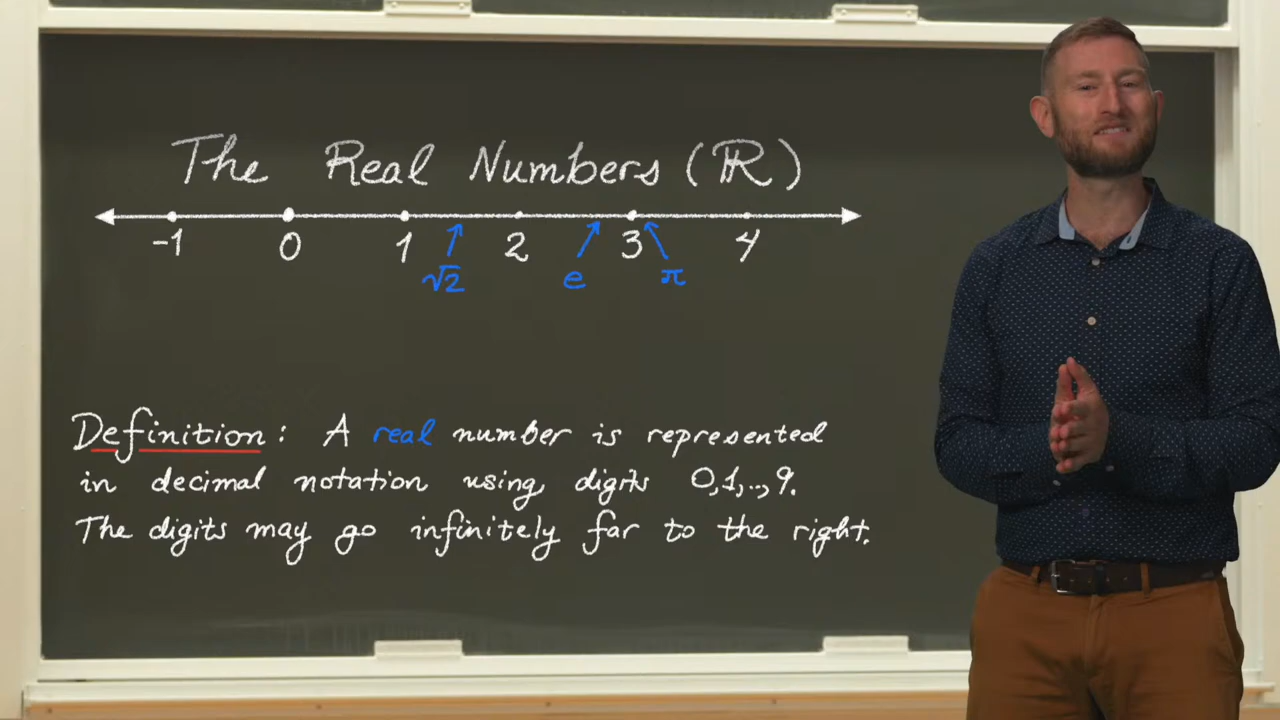 The Real Numbers (ℝ)
-1 0 1 2 3 4
√2 e π
Definition: A real number is represented
in decimal notation using digits 0,1,..,9.
The digits may go infinitely far to the right.